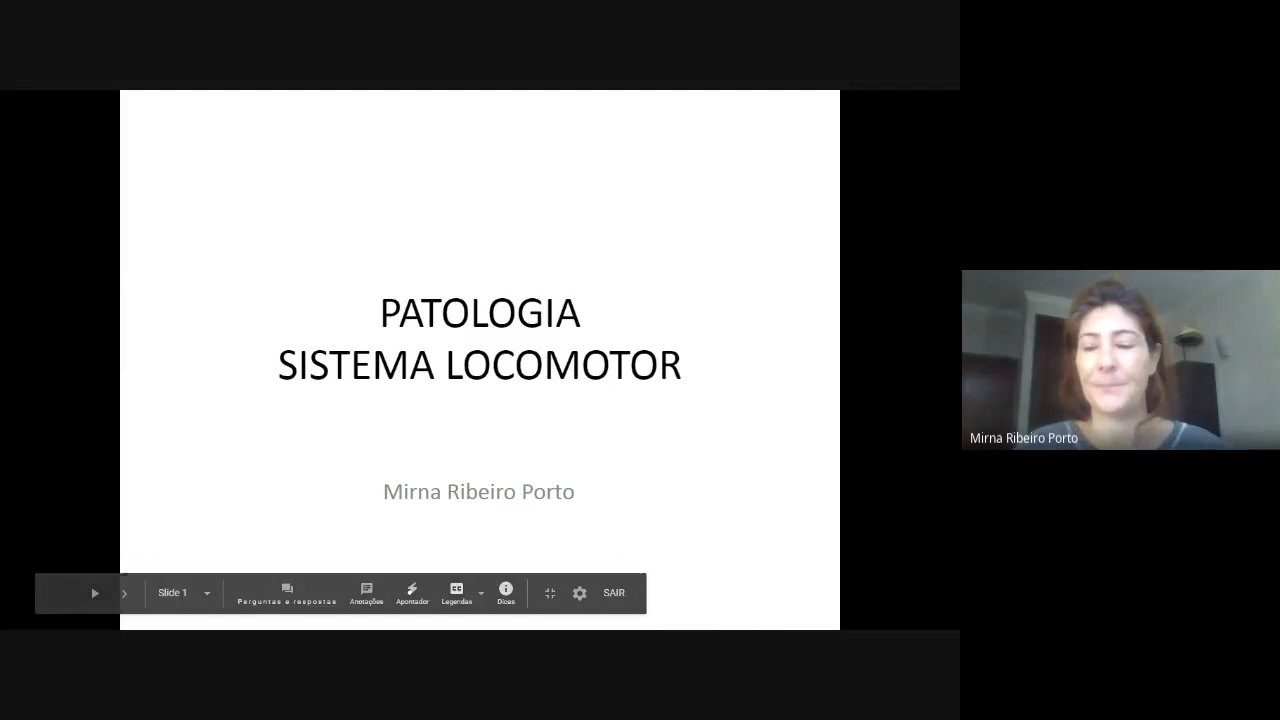 PATOLOGIA
SISTEMA LOCOMOTOR
Mirna Ribeiro Porto
Slide 1
Perguntas e respostas
Anotações
Apontador
Legendas
Dicas
SAIR
Mirna Ribeiro Porto